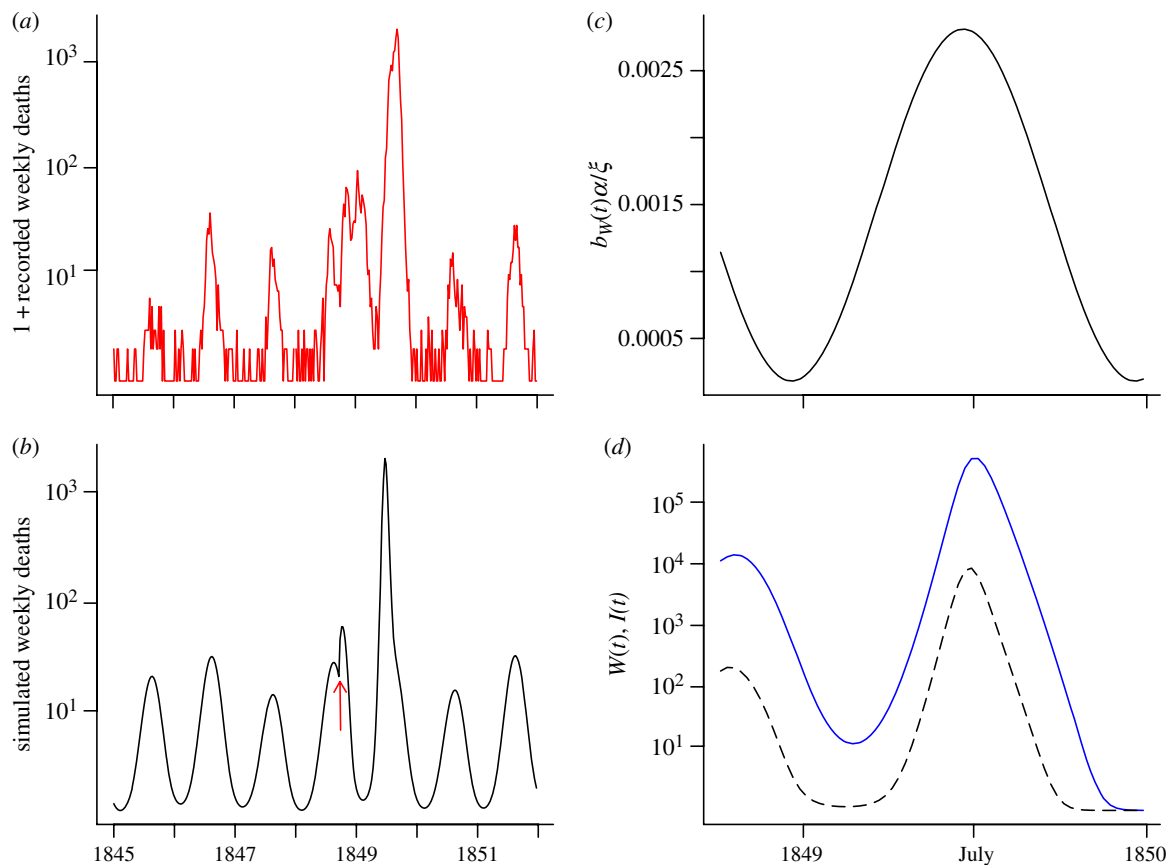 (a)
1 + recorded weekly deaths
10³
10²
10¹
(b)
simulated weekly deaths
10³
10²
10¹
1845 1847 1849 1851
(c)
b_W(t)α/ξ
0.0025
0.0015
0.0005
1849 July 1850
(d)
W(t), I(t)
10⁵
10⁴
10³
10²
10¹